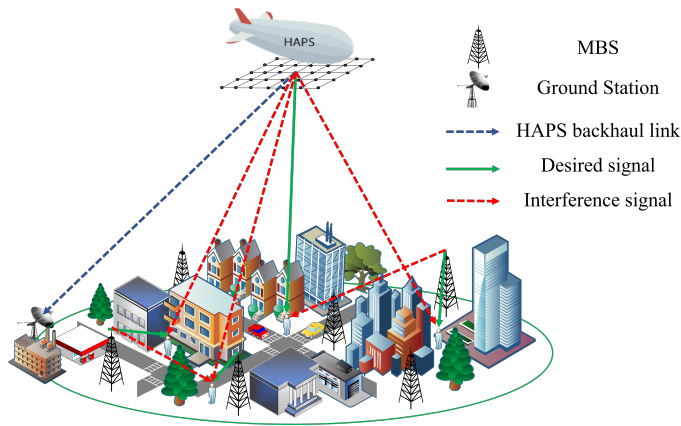 HAPS
MBS
Ground Station
HAPS backhaul link
Desired signal
Interference signal